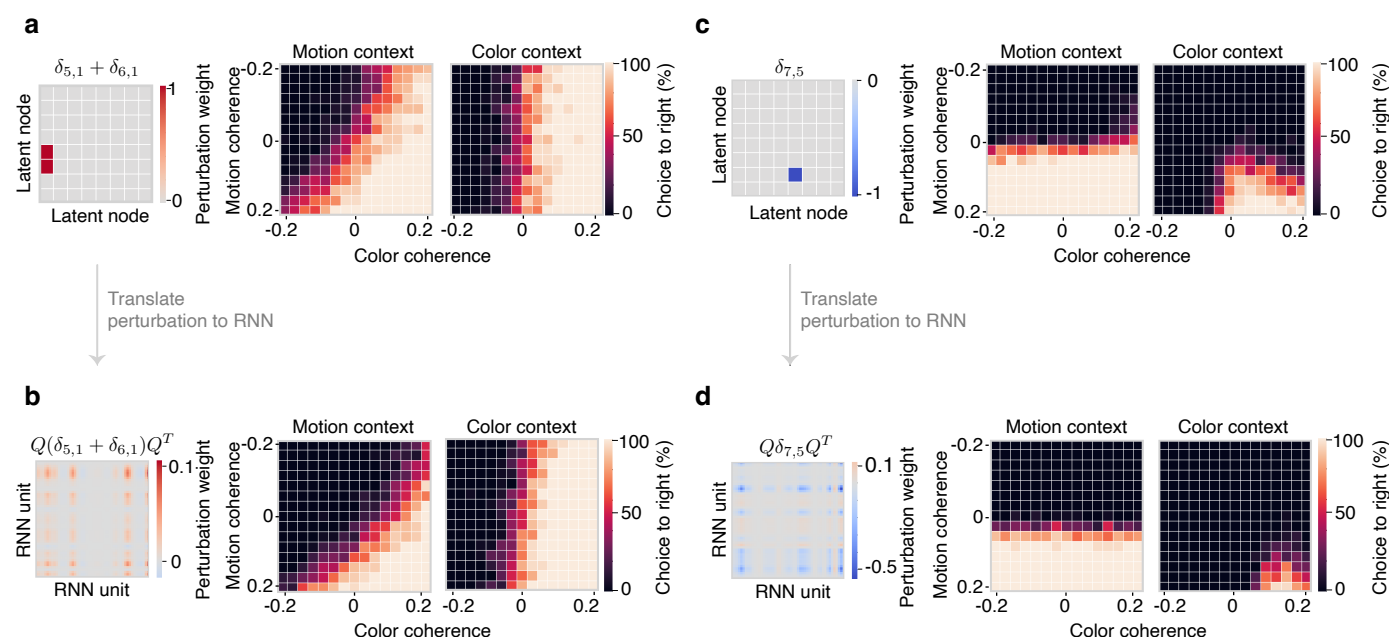 a
δ5,1 + δ6,1
Latent node
Latent node
1
0
Perturbation weight
Motion context
Color context
Motion coherence
-0.2
0
0.2
-0.2
0
0.2
-0.2
0
0.2
Color coherence
100
50
0
Choice to right (%)
Translate
perturbation to RNN
b
Q(δ5,1 + δ6,1)Q^T
RNN unit
RNN unit
0.1
0
Perturbation weight
Motion context
Color context
Motion coherence
-0.2
0
0.2
-0.2
0
0.2
-0.2
0
0.2
Color coherence
100
50
0
Choice to right (%)
c
δ7,5
Latent node
Latent node
0
-1
Perturbation weight
Motion context
Color context
Motion coherence
-0.2
0
0.2
-0.2
0
0.2
-0.2
0
0.2
Color coherence
100
50
0
Choice to right (%)
Translate
perturbation to RNN
d
Qδ7,5Q^T
RNN unit
RNN unit
0.1
-0.5
Perturbation weight
Motion context
Color context
Motion coherence
-0.2
0
0.2
-0.2
0
0.2
-0.2
0
0.2
Color coherence
100
50
0
Choice to right (%)